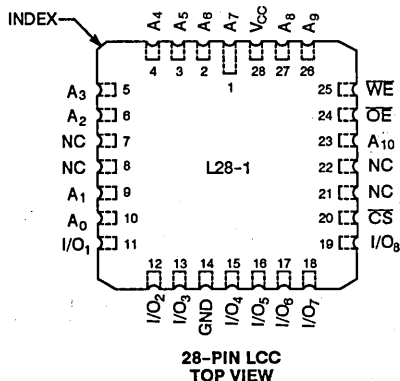 INDEX
A4 A5 A6 A7 VCC A8 A9
4 3 2 1 28 27 26
A3 5
A2 6
NC 7
NC 8
A1 9
A0 10
I/O1 11
L28-1
25 W̅E̅
24 O̅E̅
23 A10
22 NC
21 NC
20 C̅S̅
19 I/O8
12 13 14 15 16 17 18
I/O2 I/O3 GND I/O4 I/O5 I/O6 I/O7
28-PIN LCC
TOP VIEW